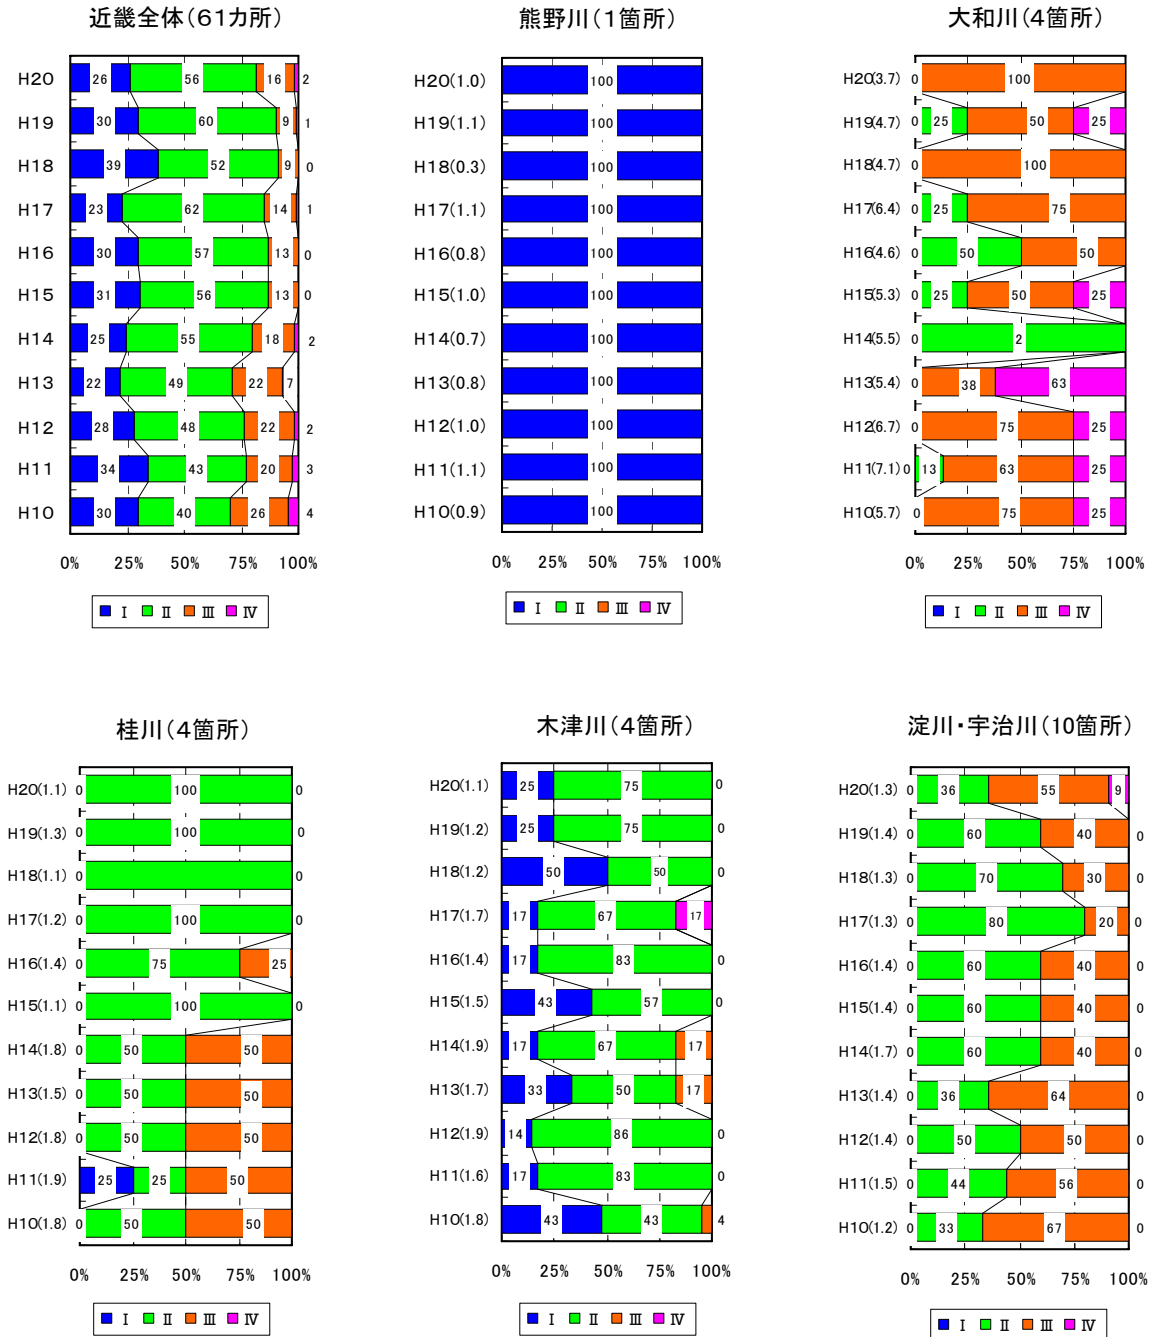 近畿全体(61カ所)
H20 26 56 16 2
H19 30 60 9 1
H18 39 52 9 0
H17 23 62 14 1
H16 30 57 13 0
H15 31 56 13 0
H14 25 55 18 2
H13 22 49 22 7
H12 28 48 22 2
H11 34 43 20 3
H10 30 40 26 4
0% 25% 50% 75% 100%
Ⅰ Ⅱ Ⅲ Ⅳ
熊野川(1箇所)
H20(1.0) 100
H19(1.1) 100
H18(0.3) 100
H17(1.1) 100
H16(0.8) 100
H15(1.0) 100
H14(0.7) 100
H13(0.8) 100
H12(1.0) 100
H11(1.1) 100
H10(0.9) 100
0% 25% 50% 75% 100%
Ⅰ Ⅱ Ⅲ Ⅳ
大和川(4箇所)
H20(3.7) 0 100
H19(4.7) 0 25 50 25
H18(4.7) 100
H17(6.4) 0 25 75
H16(4.6) 0 50 50
H15(5.3) 0 25 50 25
H14(5.5) 2
H13(5.4) 0 38 63
H12(6.7) 0 75 25
H11(7.1) 0 13 63 25
H10(5.7) 0 75 25
0% 25% 50% 75% 100%
Ⅰ Ⅱ Ⅲ Ⅳ
桂川(4箇所)
H20(1.1) 0 100 0
H19(1.3) 0 100 0
H18(1.1) 0 0
H17(1.2) 0 100 0
H16(1.4) 0 75 25
H15(1.1) 0 100 0
H14(1.8) 0 50 50
H13(1.5) 0 50 50
H12(1.8) 0 50 50
H11(1.9) 25 25 50
H10(1.8) 0 50 50
0% 25% 50% 75% 100%
Ⅰ Ⅱ Ⅲ Ⅳ
木津川(4箇所)
H20(1.1) 25 75 0
H19(1.2) 25 75 0
H18(1.2) 50 50 0
H17(1.7) 17 67 17
H16(1.4) 17 83 0
H15(1.5) 43 57 0
H14(1.9) 17 67 17
H13(1.7) 33 50 17
H12(1.9) 14 86 0
H11(1.6) 17 83 0
H10(1.8) 43 43 4
0% 25% 50% 75% 100%
Ⅰ Ⅱ Ⅲ Ⅳ
淀川・宇治川(10箇所)
H20(1.3) 0 36 55 9
H19(1.4) 0 60 40 0
H18(1.3) 0 70 30 0
H17(1.3) 0 80 20 0
H16(1.4) 0 60 40 0
H15(1.4) 0 60 40 0
H14(1.7) 0 60 40 0
H13(1.4) 0 36 64 0
H12(1.4) 0 50 50 0
H11(1.5) 0 44 56 0
H10(1.2) 0 33 67 0
0% 25% 50% 75% 100%
Ⅰ Ⅱ Ⅲ Ⅳ